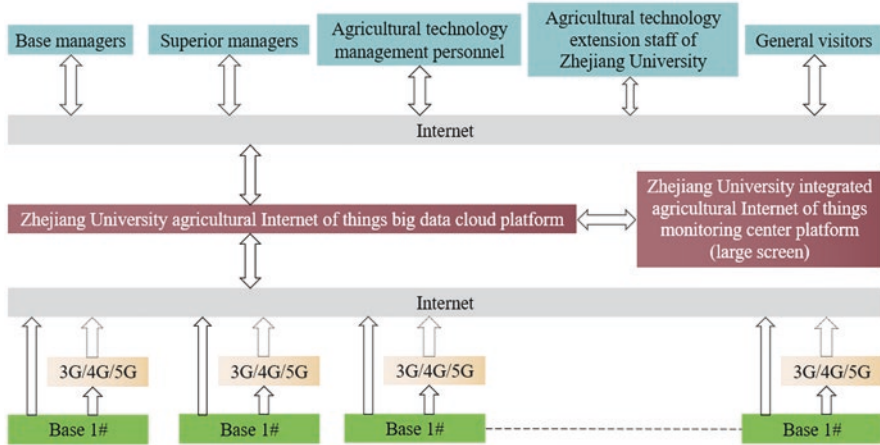 Base managers
Superior managers
Agricultural technology
management personnel
Agricultural technology
extension staff of
Zhejiang University
General visitors
Internet
Zhejiang University agricultural Internet of things big data cloud platform
Zhejiang University integrated
agricultural Internet of things
monitoring center platform
(large screen)
Internet
3G/4G/5G
3G/4G/5G
3G/4G/5G
3G/4G/5G
Base 1#
Base 1#
Base 1#
Base 1#